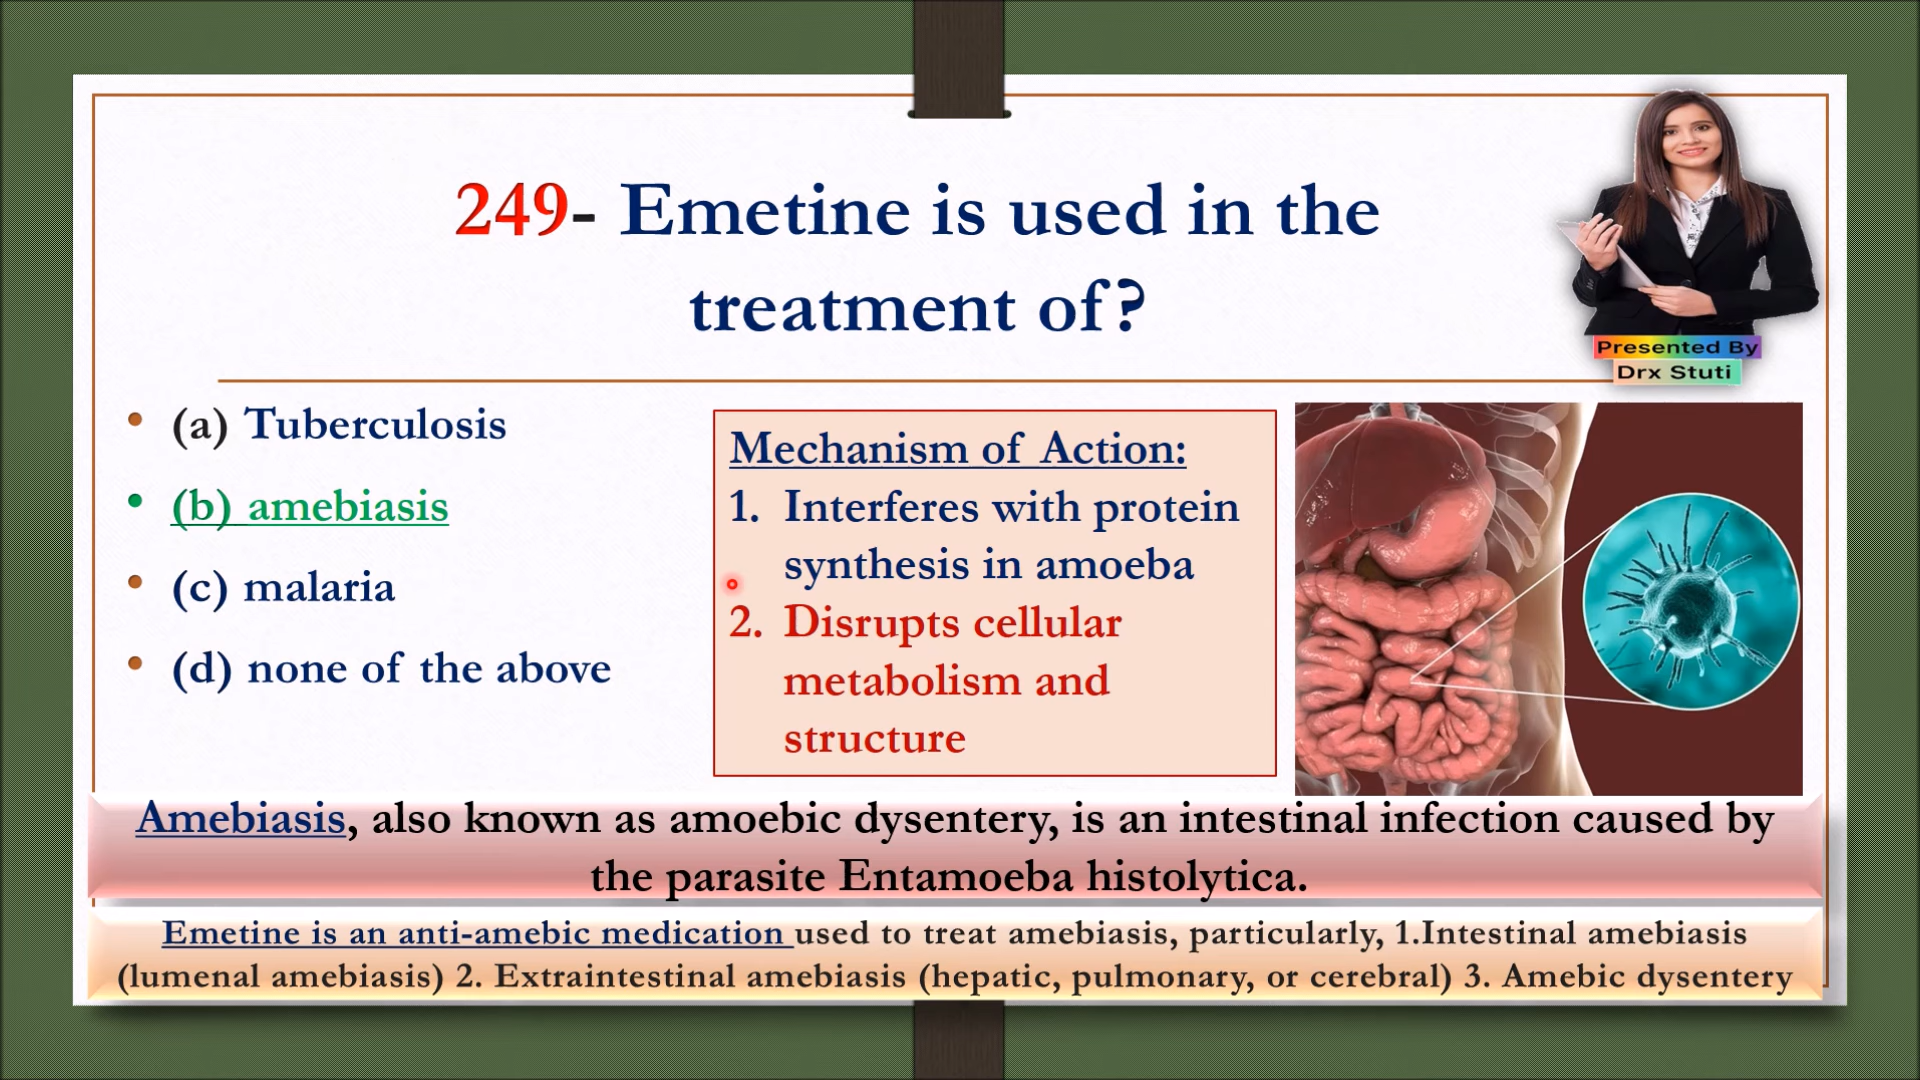 249- Emetine is used in the
treatment of?
Presented By
Drx Stuti
• (a) Tuberculosis
• (b) amebiasis
• (c) malaria
• (d) none of the above
Mechanism of Action:
1. Interferes with protein
synthesis in amoeba
2. Disrupts cellular
metabolism and
structure
Amebiasis, also known as amoebic dysentery, is an intestinal infection caused by
the parasite Entamoeba histolytica.
Emetine is an anti-amebic medication used to treat amebiasis, particularly, 1.Intestinal amebiasis
(lumenal amebiasis) 2. Extraintestinal amebiasis (hepatic, pulmonary, or cerebral) 3. Amebic dysentery